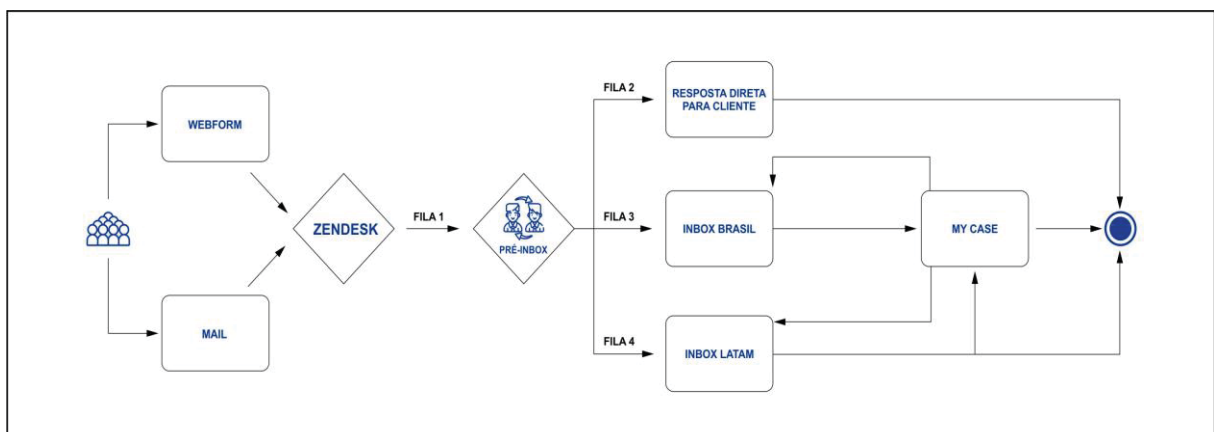 WEBFORM
MAIL
ZENDESK
FILA 1
PRÉ-INBOX
FILA 2
RESPOSTA DIRETA
PARA CLIENTE
FILA 3
INBOX BRASIL
MY CASE
FILA 4
INBOX LATAM